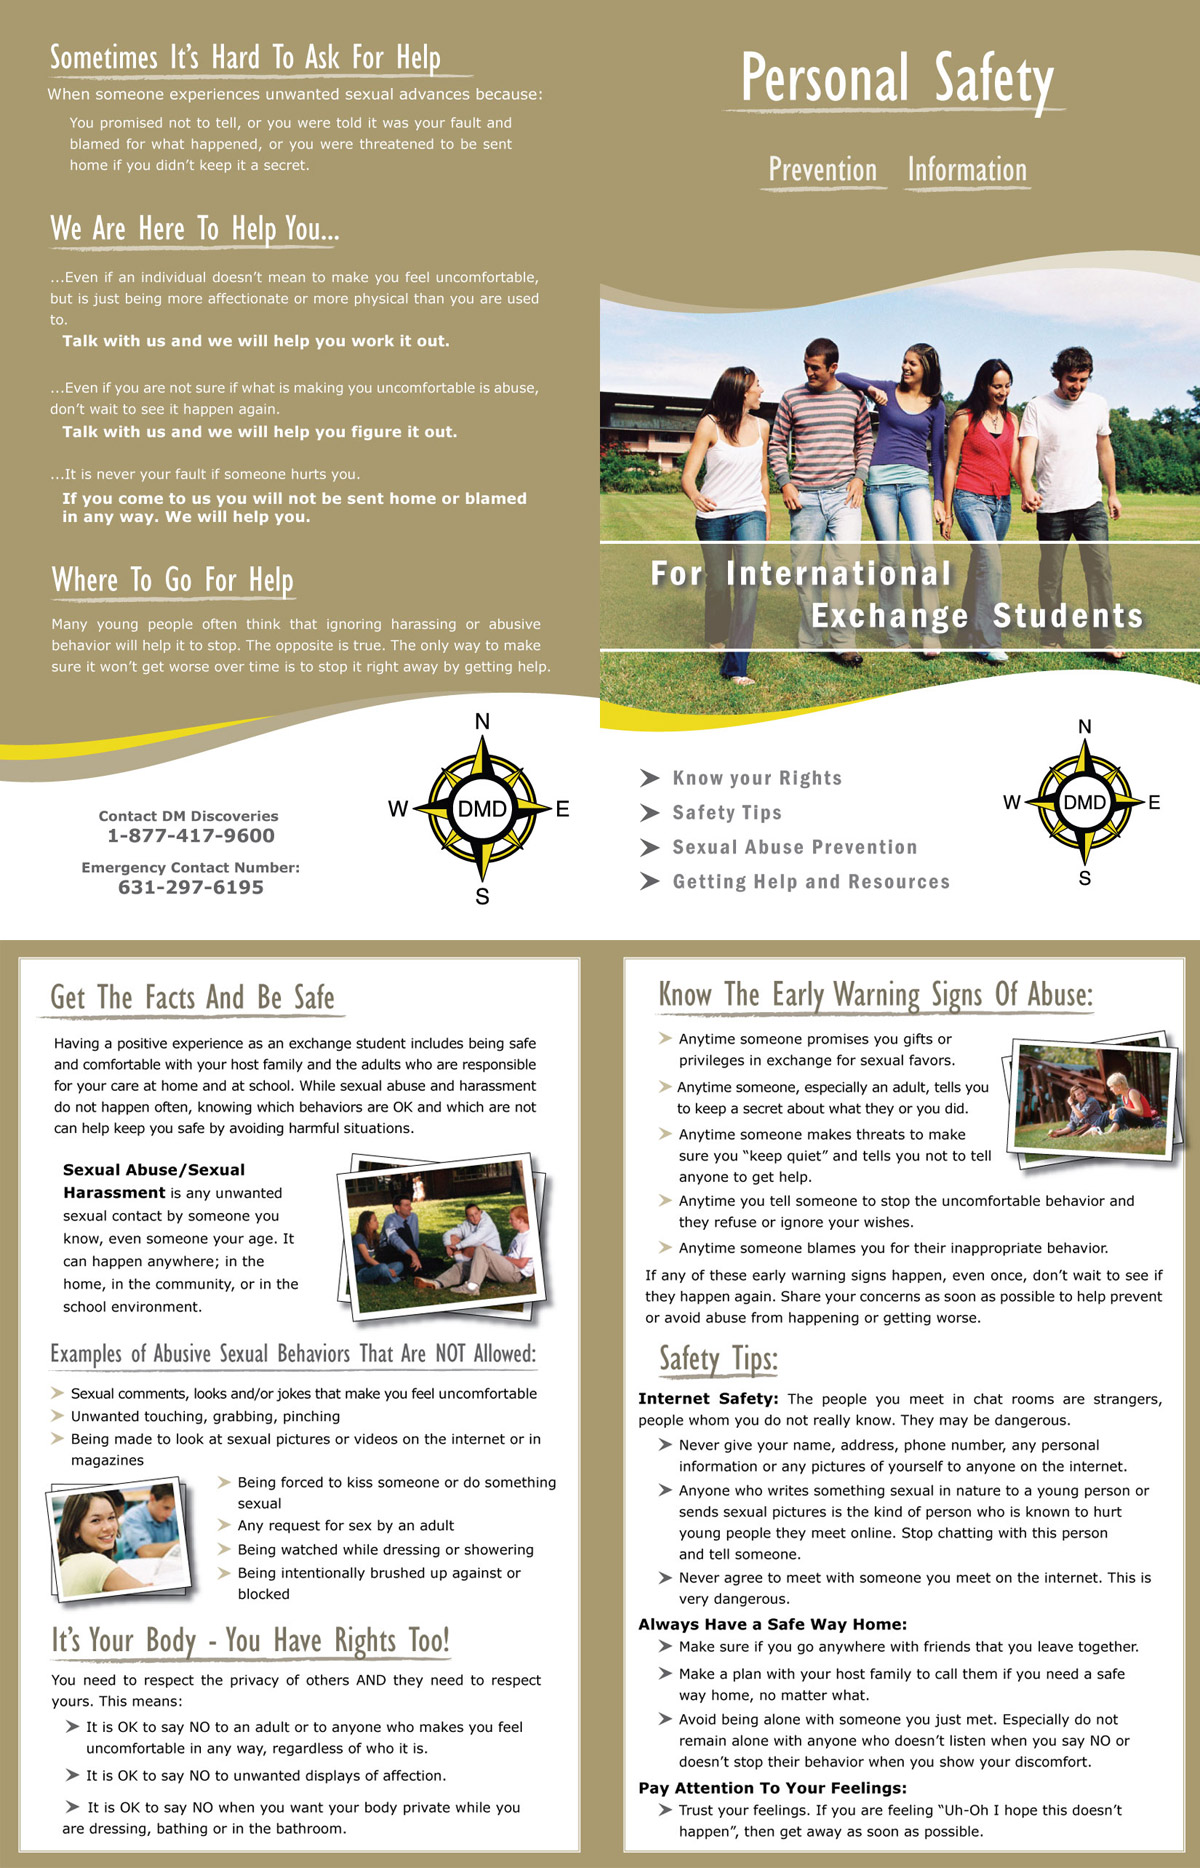 Sometimes It's Hard To Ask For Help
When someone experiences unwanted sexual advances because:
You promised not to tell, or you were told it was your fault and
blamed for what happened, or you were threatened to be sent
home if you didn't keep it a secret.
We Are Here To Help You...
...Even if an individual doesn't mean to make you feel uncomfortable,
but is just being more affectionate or more physical than you are used
to.
Talk with us and we will help you work it out.
...Even if you are not sure if what is making you uncomfortable is abuse,
don't wait to see it happen again.
Talk with us and we will help you figure it out.
...It is never your fault if someone hurts you.
If you come to us you will not be sent home or blamed
in any way. We will help you.
Where To Go For Help
Many young people often think that ignoring harassing or abusive
behavior will help it to stop. The opposite is true. The only way to make
sure it won't get worse over time is to stop it right away by getting help.
Contact DM Discoveries
1-877-417-9600
Emergency Contact Number:
631-297-6195
N
W DMD E
S
Personal Safety
Prevention Information
For International
Exchange Students
Know your Rights
Safety Tips
Sexual Abuse Prevention
Getting Help and Resources
N
W DMD E
S
Get The Facts And Be Safe
Having a positive experience as an exchange student includes being safe
and comfortable with your host family and the adults who are responsible
for your care at home and at school. While sexual abuse and harassment
do not happen often, knowing which behaviors are OK and which are not
can help keep you safe by avoiding harmful situations.
Sexual Abuse/Sexual
Harassment is any unwanted
sexual contact by someone you
know, even someone your age. It
can happen anywhere; in the
home, in the community, or in the
school environment.
Examples of Abusive Sexual Behaviors That Are NOT Allowed:
Sexual comments, looks and/or jokes that make you feel uncomfortable
Unwanted touching, grabbing, pinching
Being made to look at sexual pictures or videos on the internet or in
magazines
Being forced to kiss someone or do something
sexual
Any request for sex by an adult
Being watched while dressing or showering
Being intentionally brushed up against or
blocked
It's Your Body - You Have Rights Too!
You need to respect the privacy of others AND they need to respect
yours. This means:
It is OK to say NO to an adult or to anyone who makes you feel
uncomfortable in any way, regardless of who it is.
It is OK to say NO to unwanted displays of affection.
It is OK to say NO when you want your body private while you
are dressing, bathing or in the bathroom.
Know The Early Warning Signs Of Abuse:
Anytime someone promises you gifts or
privileges in exchange for sexual favors.
Anytime someone, especially an adult, tells you
to keep a secret about what they or you did.
Anytime someone makes threats to make
sure you "keep quiet" and tells you not to tell
anyone to get help.
Anytime you tell someone to stop the uncomfortable behavior and
they refuse or ignore your wishes.
Anytime someone blames you for their inappropriate behavior.
If any of these early warning signs happen, even once, don't wait to see if
they happen again. Share your concerns as soon as possible to help prevent
or avoid abuse from happening or getting worse.
Safety Tips:
Internet Safety: The people you meet in chat rooms are strangers,
people whom you do not really know. They may be dangerous.
Never give your name, address, phone number, any personal
information or any pictures of yourself to anyone on the internet.
Anyone who writes something sexual in nature to a young person or
sends sexual pictures is the kind of person who is known to hurt
young people they meet online. Stop chatting with this person
and tell someone.
Never agree to meet with someone you meet on the internet. This is
very dangerous.
Always Have a Safe Way Home:
Make sure if you go anywhere with friends that you leave together.
Make a plan with your host family to call them if you need a safe
way home, no matter what.
Avoid being alone with someone you just met. Especially do not
remain alone with anyone who doesn't listen when you say NO or
doesn't stop their behavior when you show your discomfort.
Pay Attention To Your Feelings:
Trust your feelings. If you are feeling "Uh-Oh I hope this doesn't
happen", then get away as soon as possible.